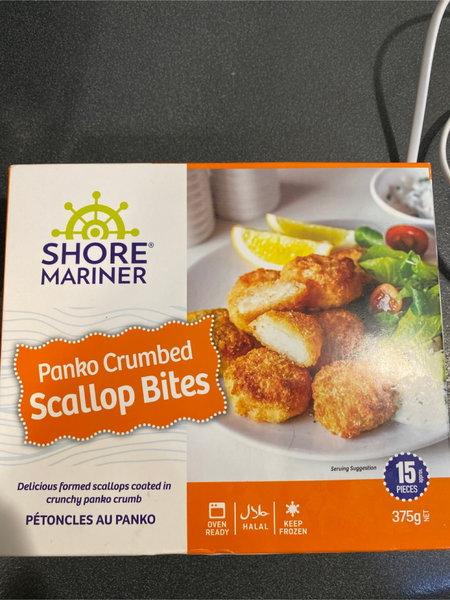 SHORE®
MARINER
Panko Crumbed
Scallop Bites
Delicious formed scallops coated in
crunchy panko crumb
PÉTONCLES AU PANKO
Serving Suggestion
15
PIECES
APPROX.
OVEN
READY
حلال
HALAL
KEEP
FROZEN
375g NET